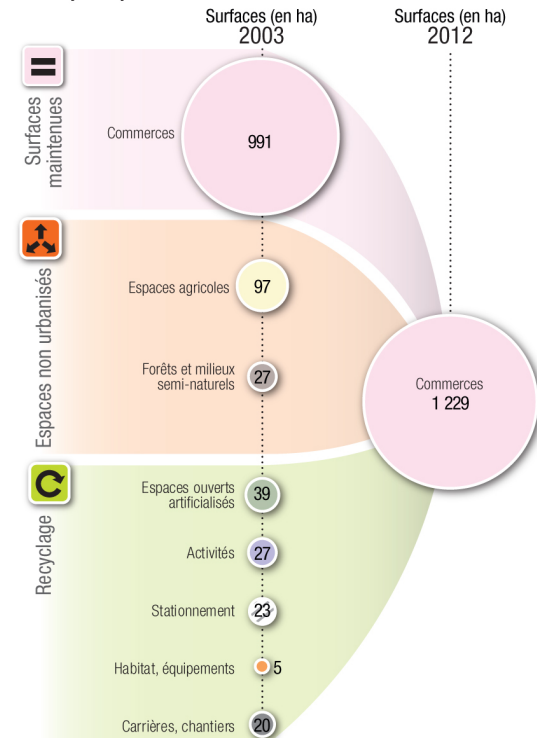 Surfaces (en ha)
2003
Surfaces (en ha)
2012
Surfaces
maintenues
Commerces
991
Espaces non urbanisés
Espaces agricoles
97
Forêts et milieux
semi-naturels
27
Commerces
1 229
Recyclage
Espaces ouverts
artificialisés
39
Activités
27
Stationnement
23
Habitat, équipements
5
Carrières, chantiers
20